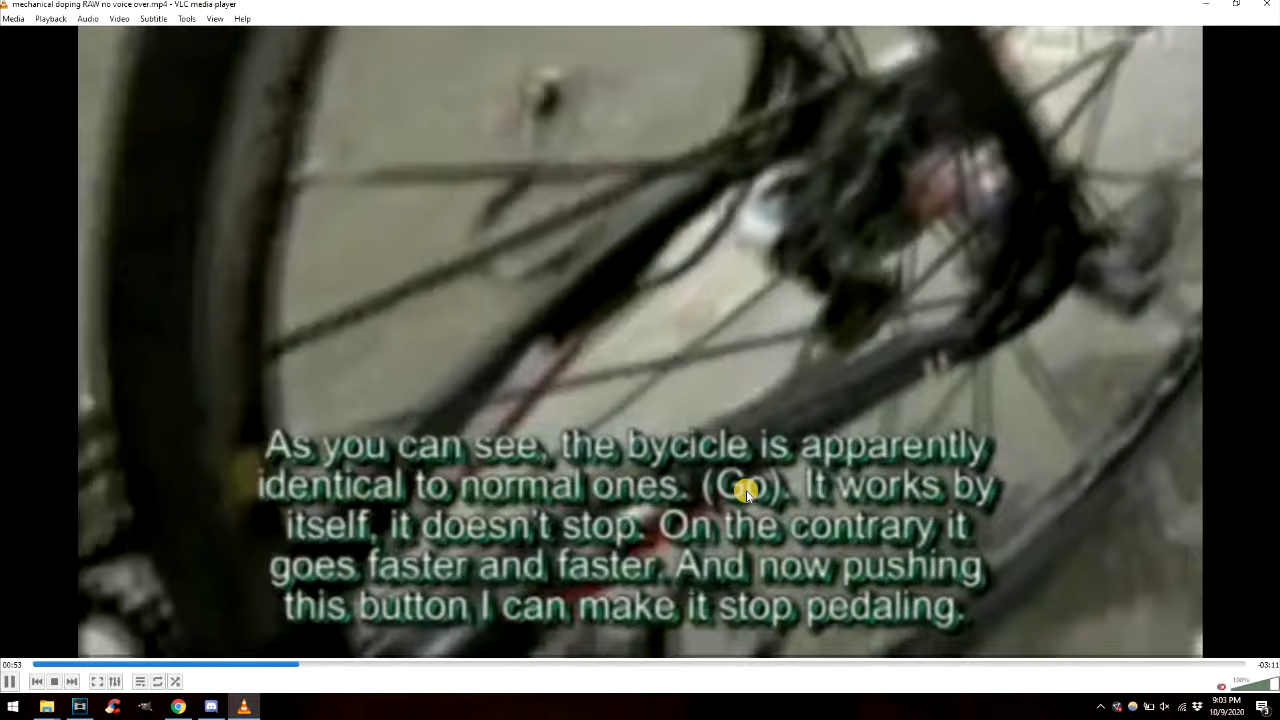 mechanical doping RAW no voice over.mp4 - VLC media player
Media Playback Audio Video Subtitle Tools View Help
As you can see, the bycicle is apparently
identical to normal ones. (Go). It works by
itself, it doesn't stop. On the contrary it
goes faster and faster. And now pushing
this button I can make it stop pedaling.
00:53
-03:11
100%
9:03 PM
10/9/2020